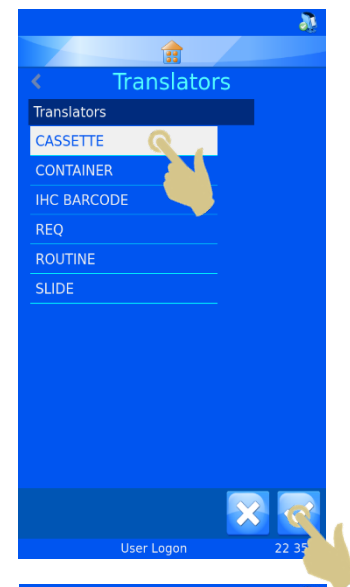 Translators
Translators
CASSETTE
CONTAINER
IHC BARCODE
REQ
ROUTINE
SLIDE
User Logon
22 35